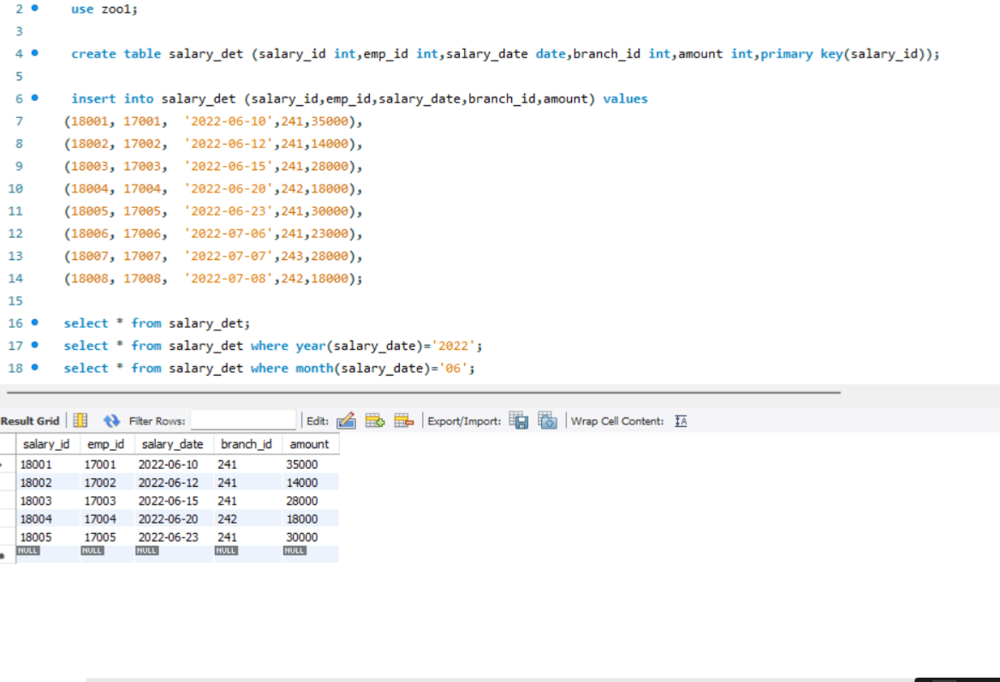 2 use zoo1;
3
4 create table salary_det (salary_id int,emp_id int,salary_date date,branch_id int,amount int,primary key(salary_id));
5
6 insert into salary_det (salary_id,emp_id,salary_date,branch_id,amount) values
7 (18001, 17001,  '2022-06-10',241,35000),
8 (18002, 17002,  '2022-06-12',241,14000),
9 (18003, 17003,  '2022-06-15',241,28000),
10 (18004, 17004,  '2022-06-20',242,18000),
11 (18005, 17005,  '2022-06-23',241,30000),
12 (18006, 17006,  '2022-07-06',241,23000),
13 (18007, 17007,  '2022-07-07',243,28000),
14 (18008, 17008,  '2022-07-08',242,18000);
15
16 select * from salary_det;
17 select * from salary_det where year(salary_date)='2022';
18 select * from salary_det where month(salary_date)='06';
Result Grid Filter Rows: Edit: Export/Import: Wrap Cell Content:
salary_id emp_id salary_date branch_id amount
18001 17001 2022-06-10 241 35000
18002 17002 2022-06-12 241 14000
18003 17003 2022-06-15 241 28000
18004 17004 2022-06-20 242 18000
18005 17005 2022-06-23 241 30000
NULL NULL NULL NULL NULL